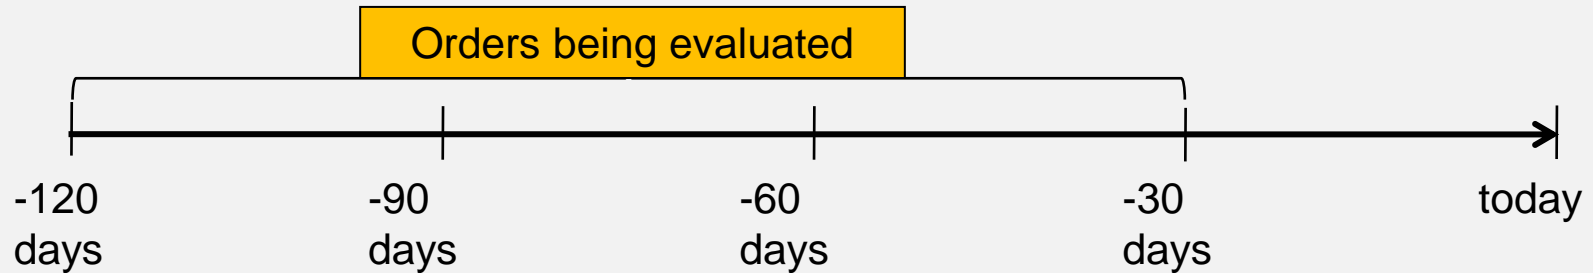 Orders being evaluated
-120
days
-90
days
-60
days
-30
days
today